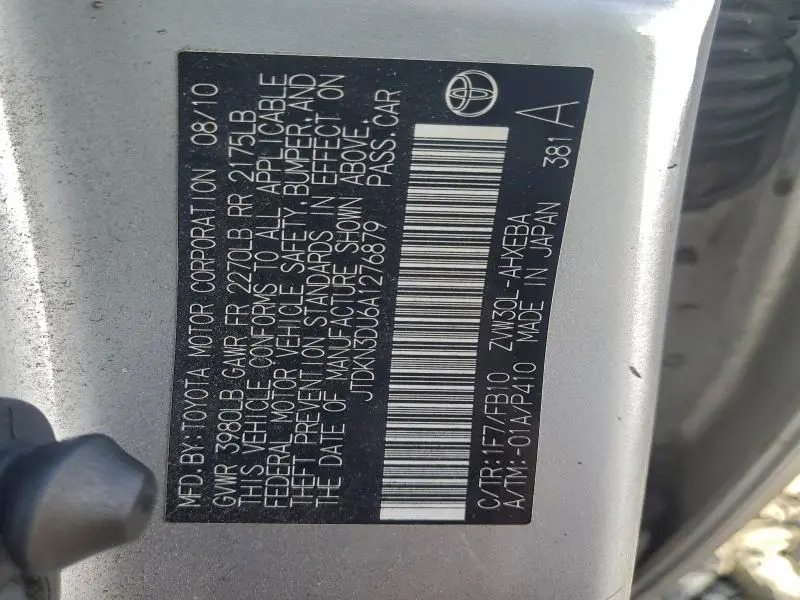 MFD. BY: TOYOTA MOTOR CORPORATION 08/10
GVWR 3980LB GAWR FR 2270LB RR 2175LB
THIS VEHICLE CONFORMS TO ALL APPLICABLE
FEDERAL MOTOR VEHICLE SAFETY, BUMPER, AND
THEFT PREVENTION STANDARDS IN EFFECT ON
THE DATE OF MANUFACTURE SHOWN ABOVE.
JTDKN3DU6A1276879 PASS. CAR
C/TR: 1F7/FB10 ZVW30L-AHXEBA
A/TM: -01A/P410 MADE IN JAPAN 381 A